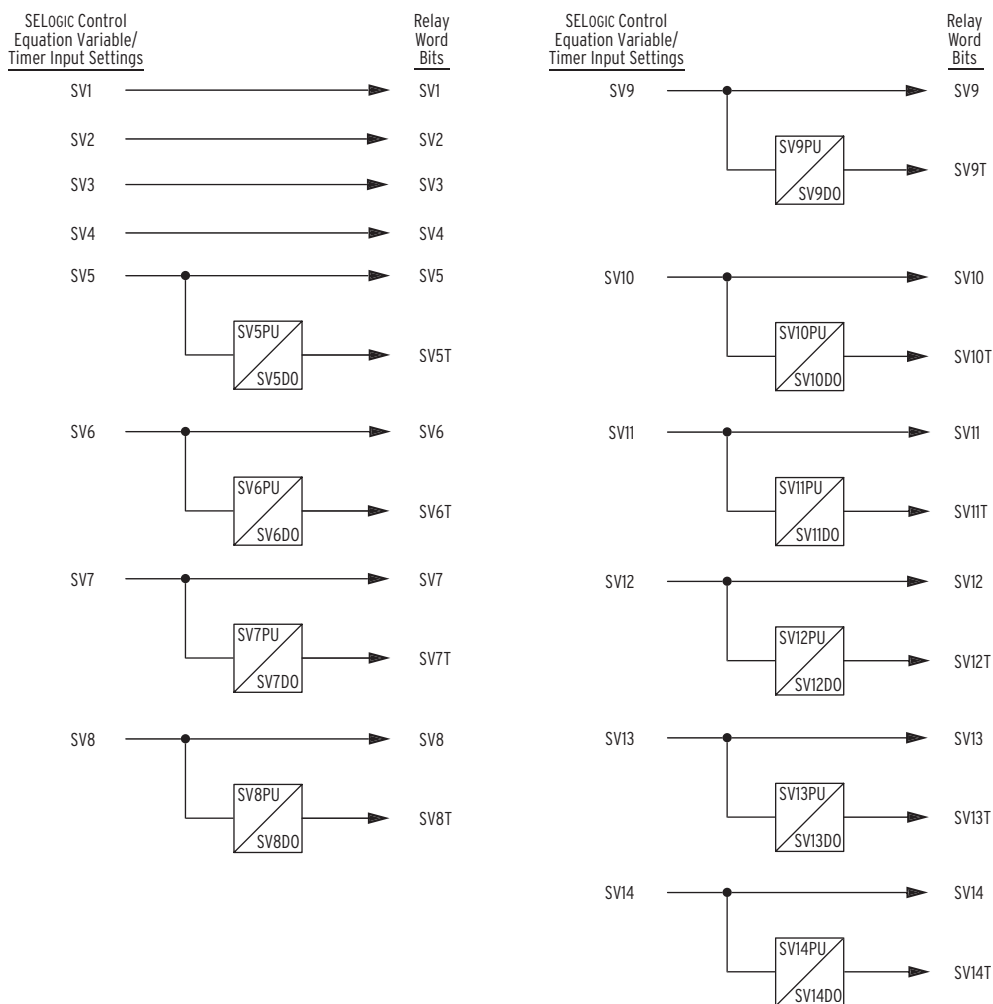 SELOGIC Control
Equation Variable/
Timer Input Settings
Relay
Word
Bits
SV1
SV1
SV2
SV2
SV3
SV3
SV4
SV4
SV5
SV5
SV5PU
SV5DO
SV5T
SV6
SV6
SV6PU
SV6DO
SV6T
SV7
SV7
SV7PU
SV7DO
SV7T
SV8
SV8
SV8PU
SV8DO
SV8T
SELOGIC Control
Equation Variable/
Timer Input Settings
Relay
Word
Bits
SV9
SV9
SV9PU
SV9DO
SV9T
SV10
SV10
SV10PU
SV10DO
SV10T
SV11
SV11
SV11PU
SV11DO
SV11T
SV12
SV12
SV12PU
SV12DO
SV12T
SV13
SV13
SV13PU
SV13DO
SV13T
SV14
SV14
SV14PU
SV14DO
SV14T